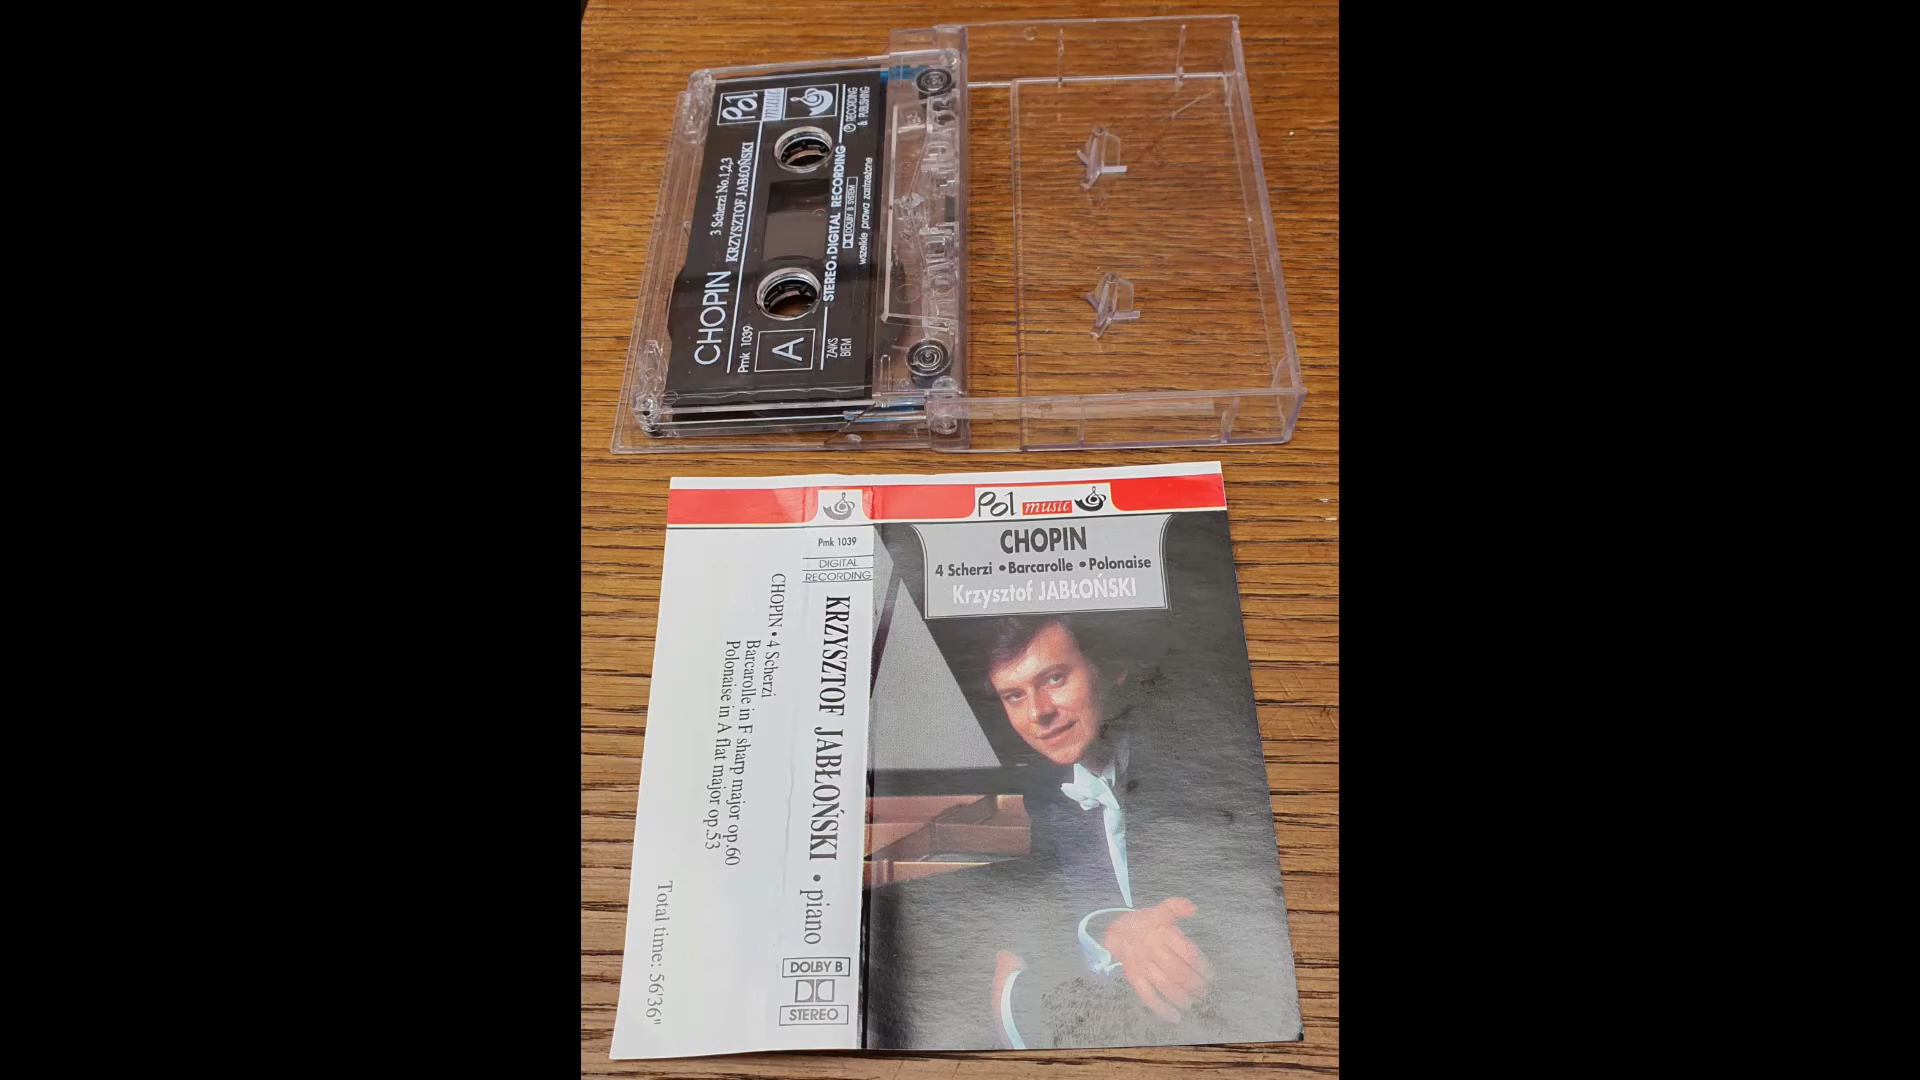 Pol music
CHOPIN
3 Scherzi No.1,2,3
KRZYSZTOF JABŁOŃSKI
Pmk 1039
A
STEREO • DIGITAL RECORDING
DOLBY B SYSTEM
ZAIKS
BIEM
Ⓟ RECORDING
& PUBLISHING
wszelkie prawa zastrzeżone
Pol music
CHOPIN
4 Scherzi • Barcarolle • Polonaise
Krzysztof JABŁOŃSKI
Pmk 1039
DIGITAL
RECORDING
KRZYSZTOF JABŁOŃSKI • piano
DOLBY B
STEREO
CHOPIN • 4 Scherzi
Barcarolle in F sharp major op.60
Polonaise in A flat major op.53
Total time: 56'36"